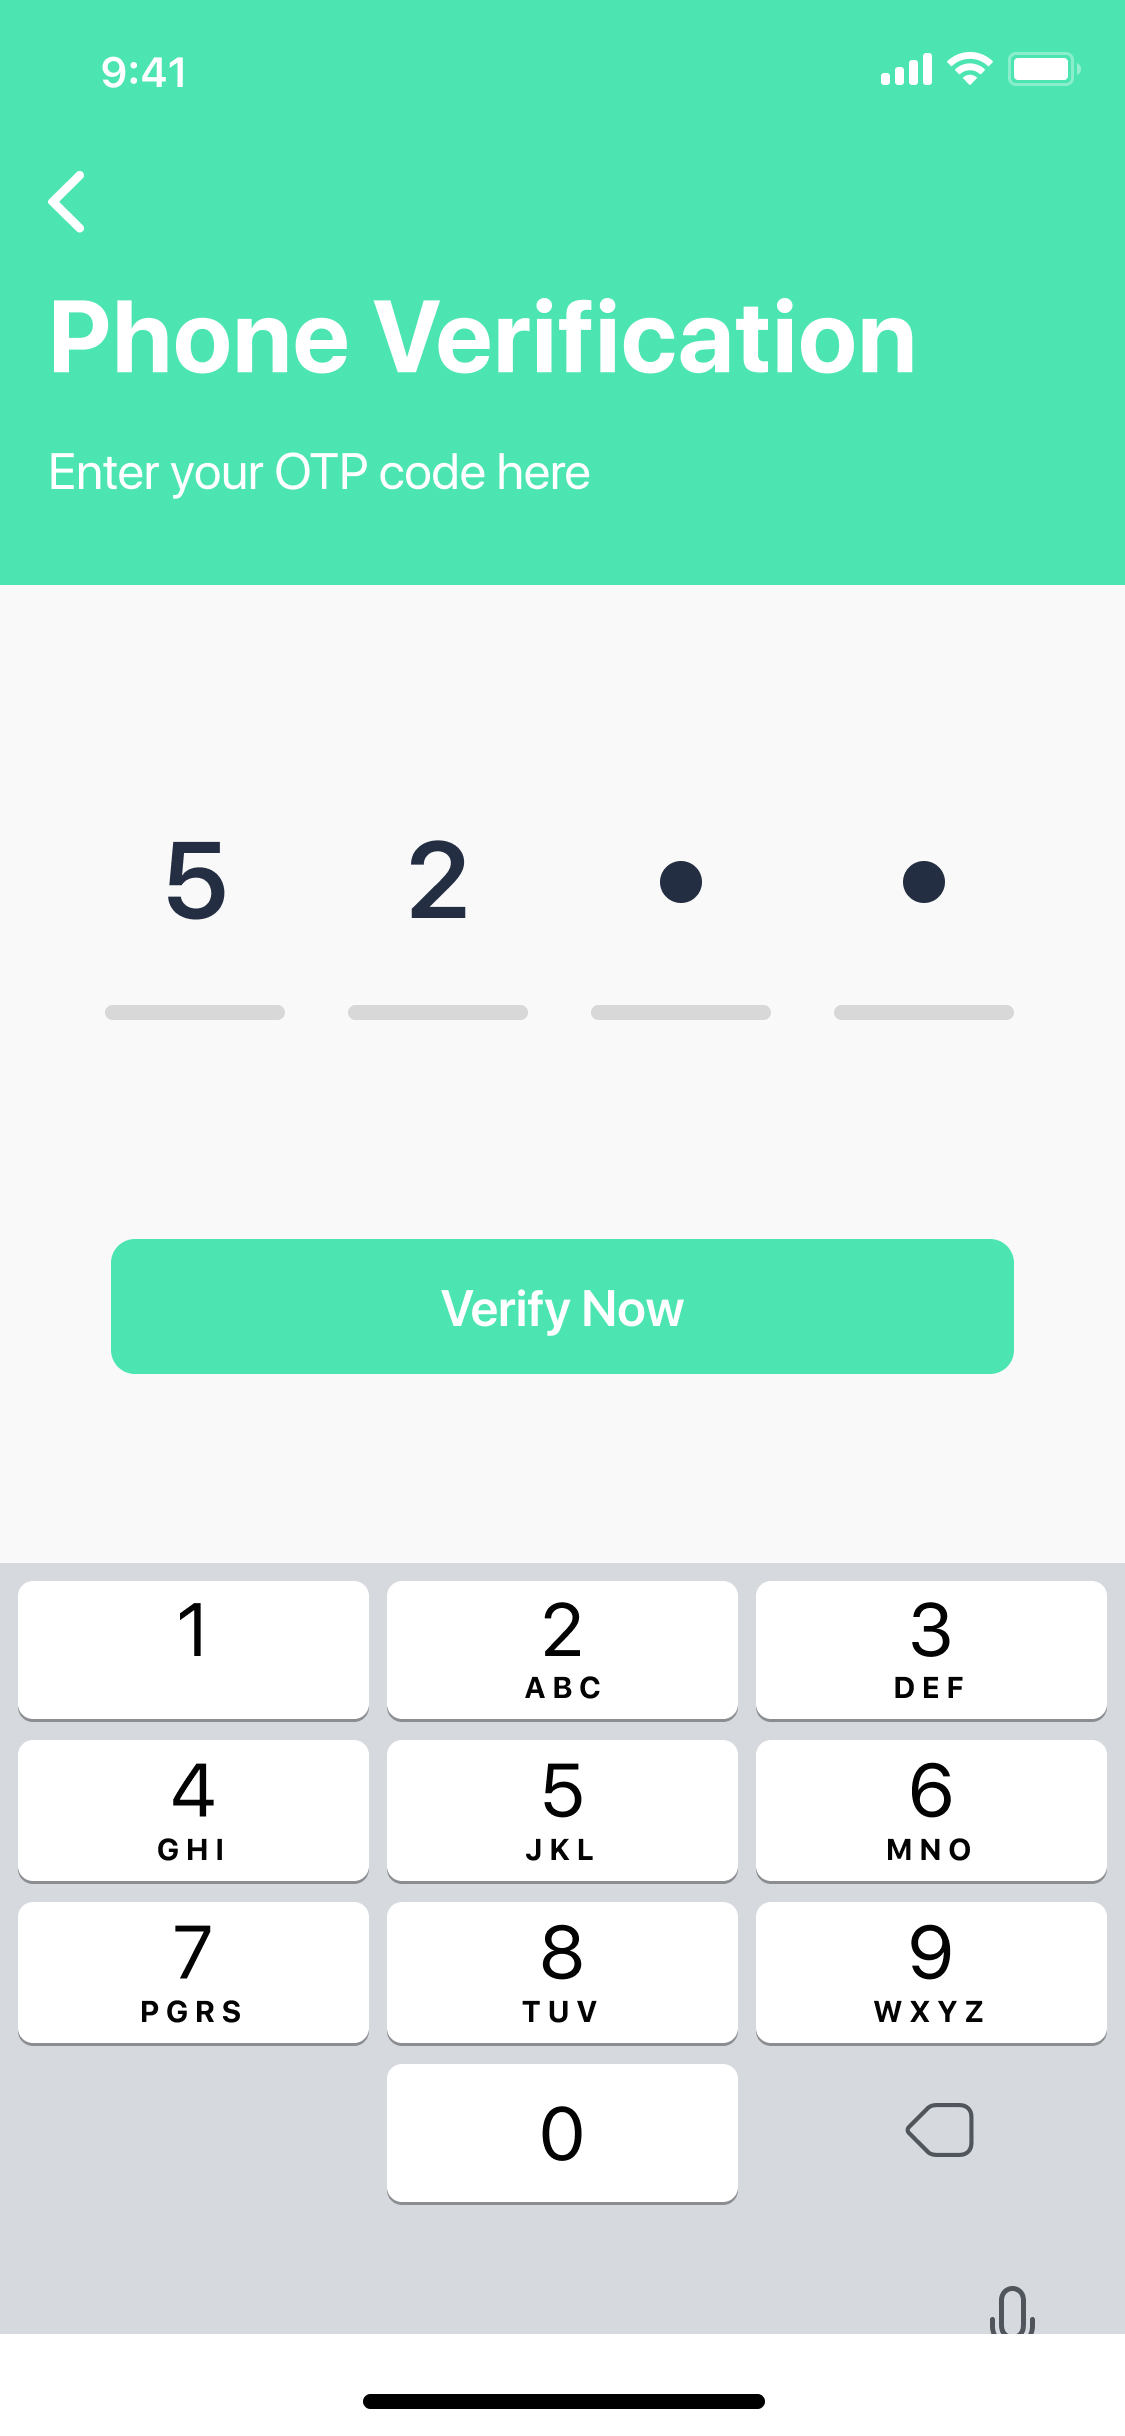 9:41
Phone Verification
Enter your OTP code here
5 2 • •
Verify Now
1 2 3
ABC DEF
4 5 6
GHI JKL MNO
7 8 9
PGRS TUV WXYZ
0